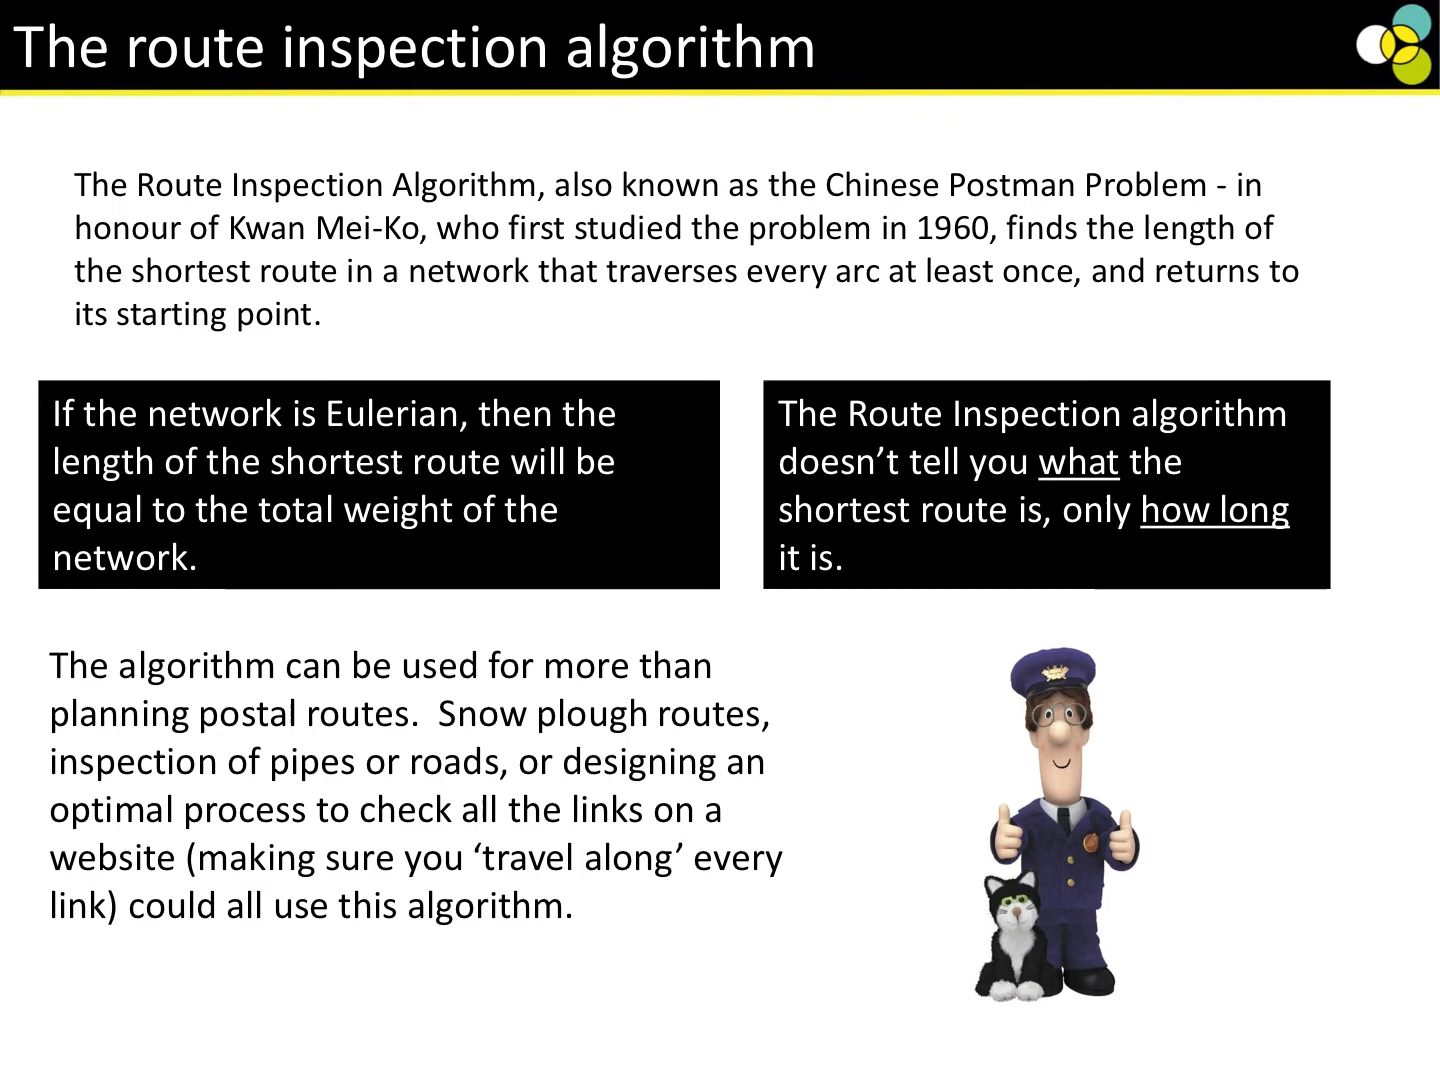 The route inspection algorithm
The Route Inspection Algorithm, also known as the Chinese Postman Problem - in
honour of Kwan Mei-Ko, who first studied the problem in 1960, finds the length of
the shortest route in a network that traverses every arc at least once, and returns to
its starting point.
If the network is Eulerian, then the
length of the shortest route will be
equal to the total weight of the
network.
The Route Inspection algorithm
doesn’t tell you what the
shortest route is, only how long
it is.
The algorithm can be used for more than
planning postal routes.  Snow plough routes,
inspection of pipes or roads, or designing an
optimal process to check all the links on a
website (making sure you ‘travel along’ every
link) could all use this algorithm.